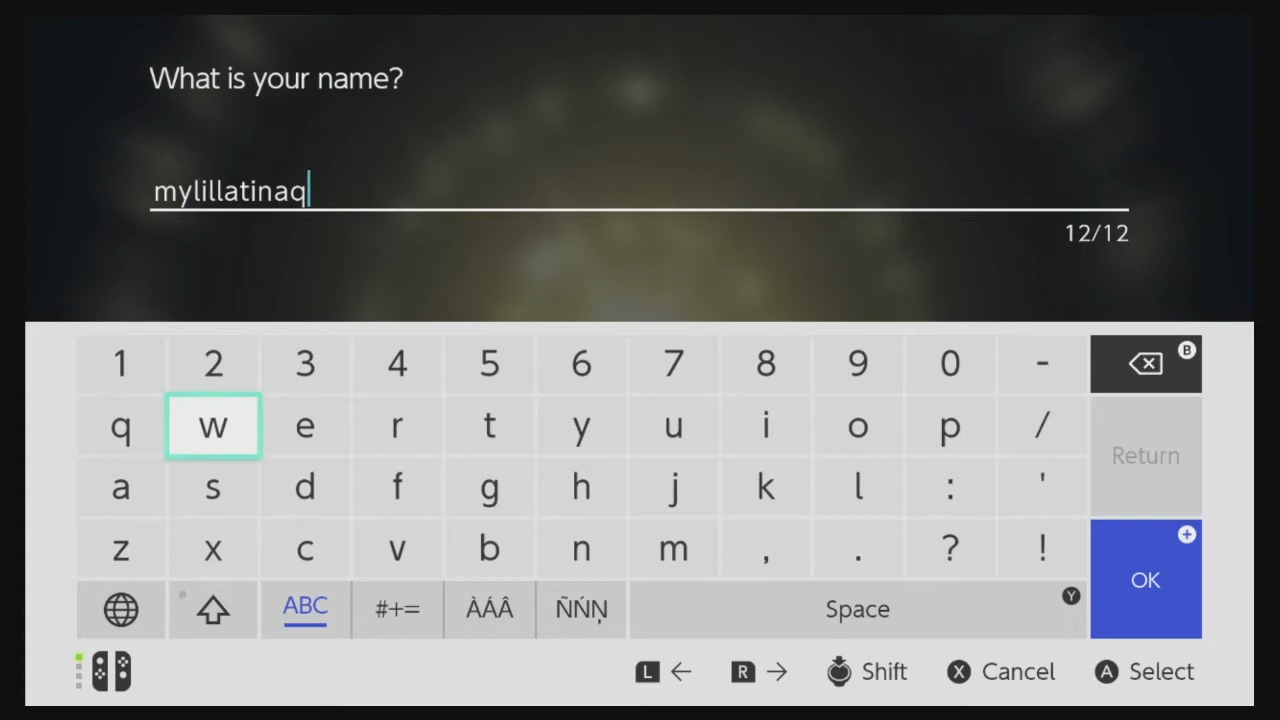 What is your name?
mylillatinaq
12/12
1 2 3 4 5 6 7 8 9 0 - B
q w e r t y u i o p / Return
a s d f g h j k l : '
z x c v b n m , . ? ! OK
ABC #+= ÀÁÂ ÑŃŅ Space Y
L ← R → Shift X Cancel A Select